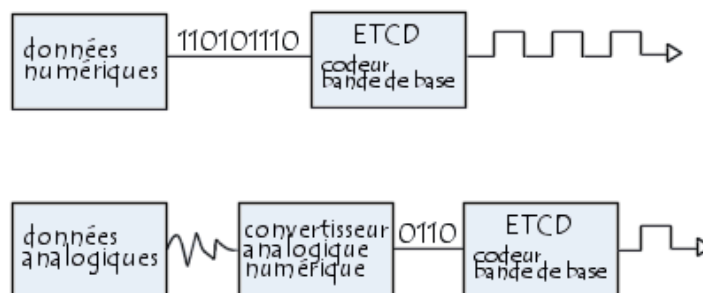 données
numériques
110101110
ETCD
codeur
bande de base
données
analogiques
convertisseur
analogique
numérique
0110
ETCD
codeur
bande de base